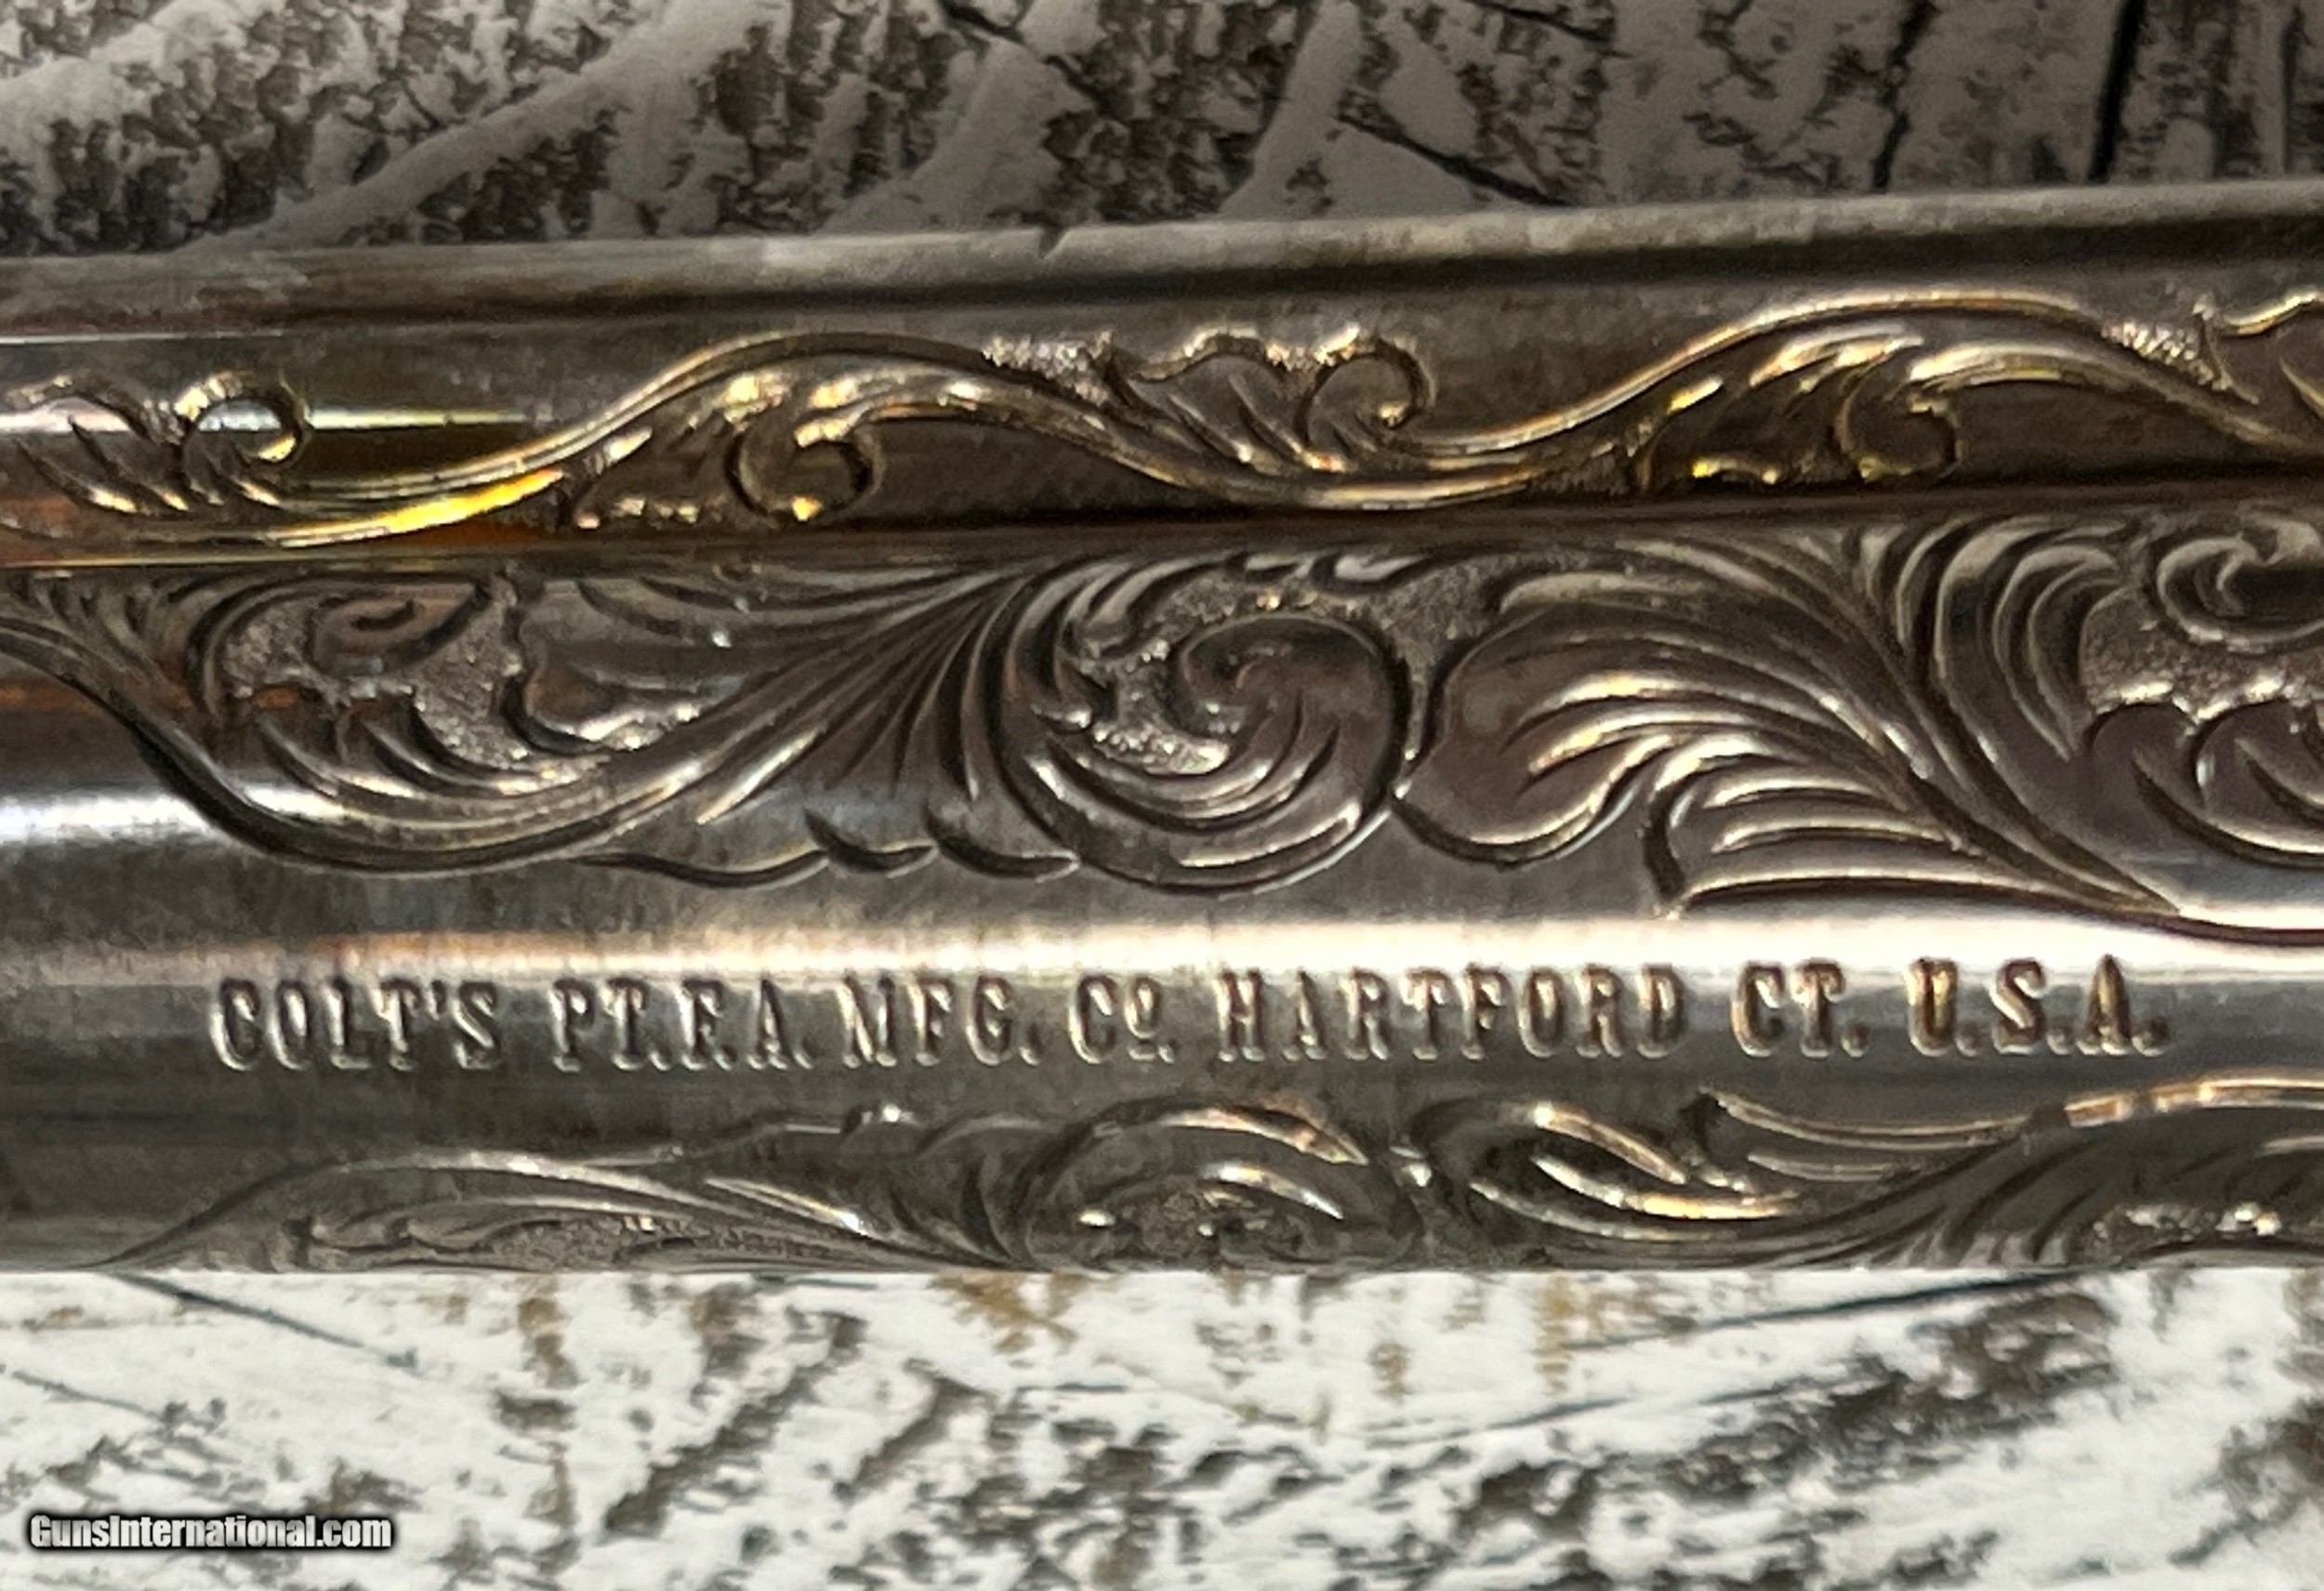 COLT'S PT.F.A. MFG. Co. HARTFORD CT. U.S.A.
GunsInternational.com